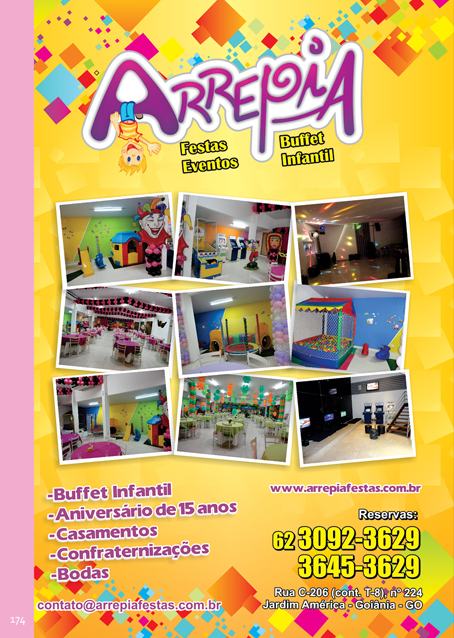 ARREPIA
Festas
Eventos
Buffet
Infantil
-Buffet Infantil
-Aniversário de 15 anos
-Casamentos
-Confraternizações
-Bodas
contato@arrepiafestas.com.br
www.arrepiafestas.com.br
Reservas:
62 3092-3629
3645-3629
Rua C-206 (cont. T-8), nº 224
Jardim América - Goiânia - GO
174